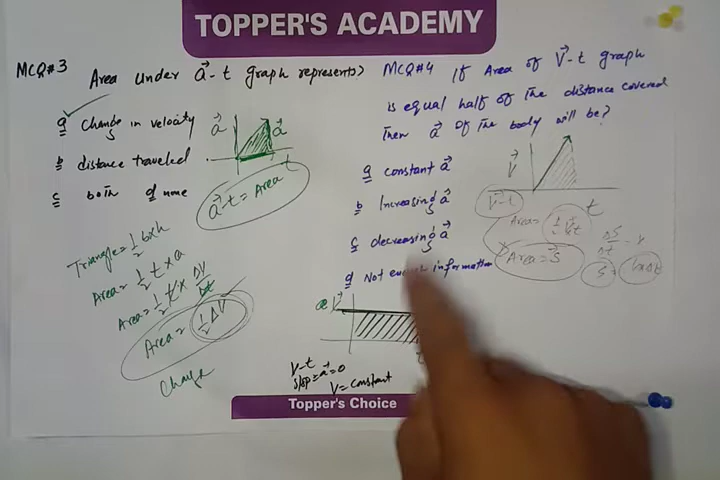 TOPPER'S ACADEMY
MCQ#3 Area under a-t graph represents?
a Change in velocity
b distance traveled
c both d none
a
a
t
a-t = Area
Triangle = 1/2 b×h
Area = 1/2 t × a
Area = 1/2 t × ΔV/Δt
Area = 1/2 ΔV
Change
MCQ#4 If Area of V-t graph
is equal half of the distance covered
Then a of the body will be?
a constant a
b Increasing a
c decreasing a
d Not enough information
V
t
V-t
Area = 1/2 Vt
Area = S
ΔS/Δt = V
S =
V-t
slop = a = 0
V = constant
Topper's Choice